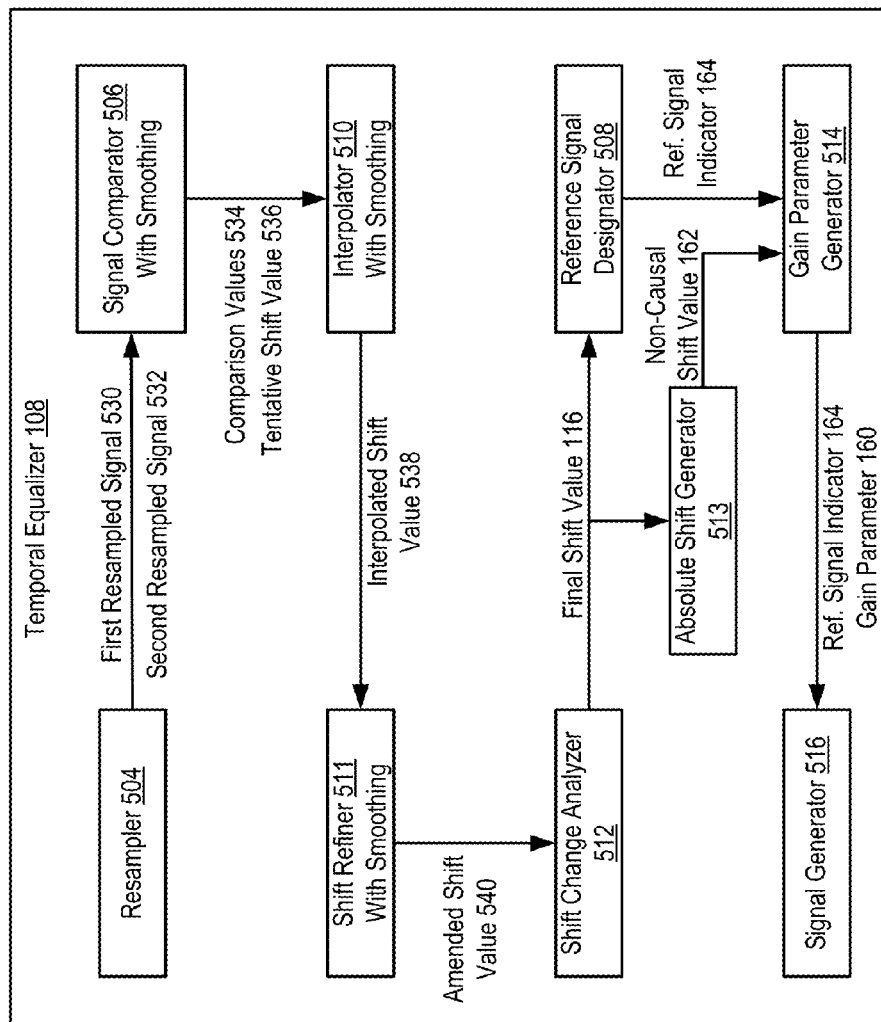 Temporal Equalizer 108
Resampler 504
First Resampled Signal 530
Second Resampled Signal 532
Signal Comparator 506
With Smoothing
Comparison Values 534
Tentative Shift Value 536
Interpolator 510
With Smoothing
Interpolated Shift
Value 538
Shift Refiner 511
With Smoothing
Amended Shift
Value 540
Shift Change Analyzer
512
Final Shift Value 116
Absolute Shift Generator
513
Non-Causal
Shift Value 162
Reference Signal
Designator 508
Ref. Signal
Indicator 164
Gain Parameter
Generator 514
Ref. Signal Indicator 164
Gain Parameter 160
Signal Generator 516